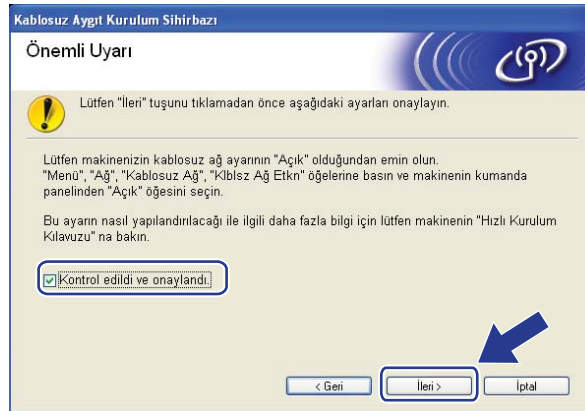 Kablosuz Aygıt Kurulum Sihirbazı
Önemli Uyarı
Lütfen "İleri" tuşunu tıklamadan önce aşağıdaki ayarları onaylayın.
Lütfen makinenizin kablosuz ağ ayarının "Açık" olduğundan emin olun.
"Menü", "Ağ", "Kablosuz Ağ", "Klblsz Ağ Etkn" öğelerine basın ve makinenin kumanda
panelinden "Açık" öğesini seçin.
Bu ayarın nasıl yapılandırılacağı ile ilgili daha fazla bilgi için lütfen makinenin "Hızlı Kurulum
Kılavuzu" na bakın.
Kontrol edildi ve onaylandı.
< Geri İleri > İptal